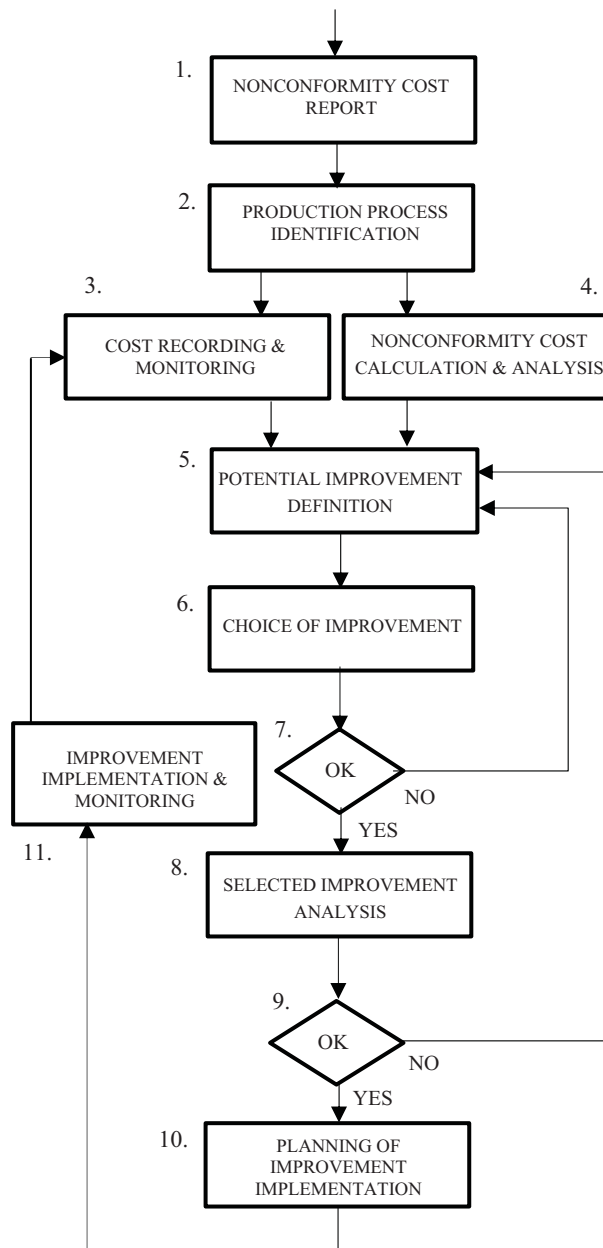 1.
NONCONFORMITY COST
REPORT
2.
PRODUCTION PROCESS
IDENTIFICATION
3.
COST RECORDING &
MONITORING
4.
NONCONFORMITY COST
CALCULATION & ANALYSIS
5.
POTENTIAL IMPROVEMENT
DEFINITION
6.
CHOICE OF IMPROVEMENT
7.
OK
NO
YES
IMPROVEMENT
IMPLEMENTATION &
MONITORING
11.
8.
SELECTED IMPROVEMENT
ANALYSIS
9.
OK
NO
YES
10.
PLANNING OF
IMPROVEMENT
IMPLEMENTATION